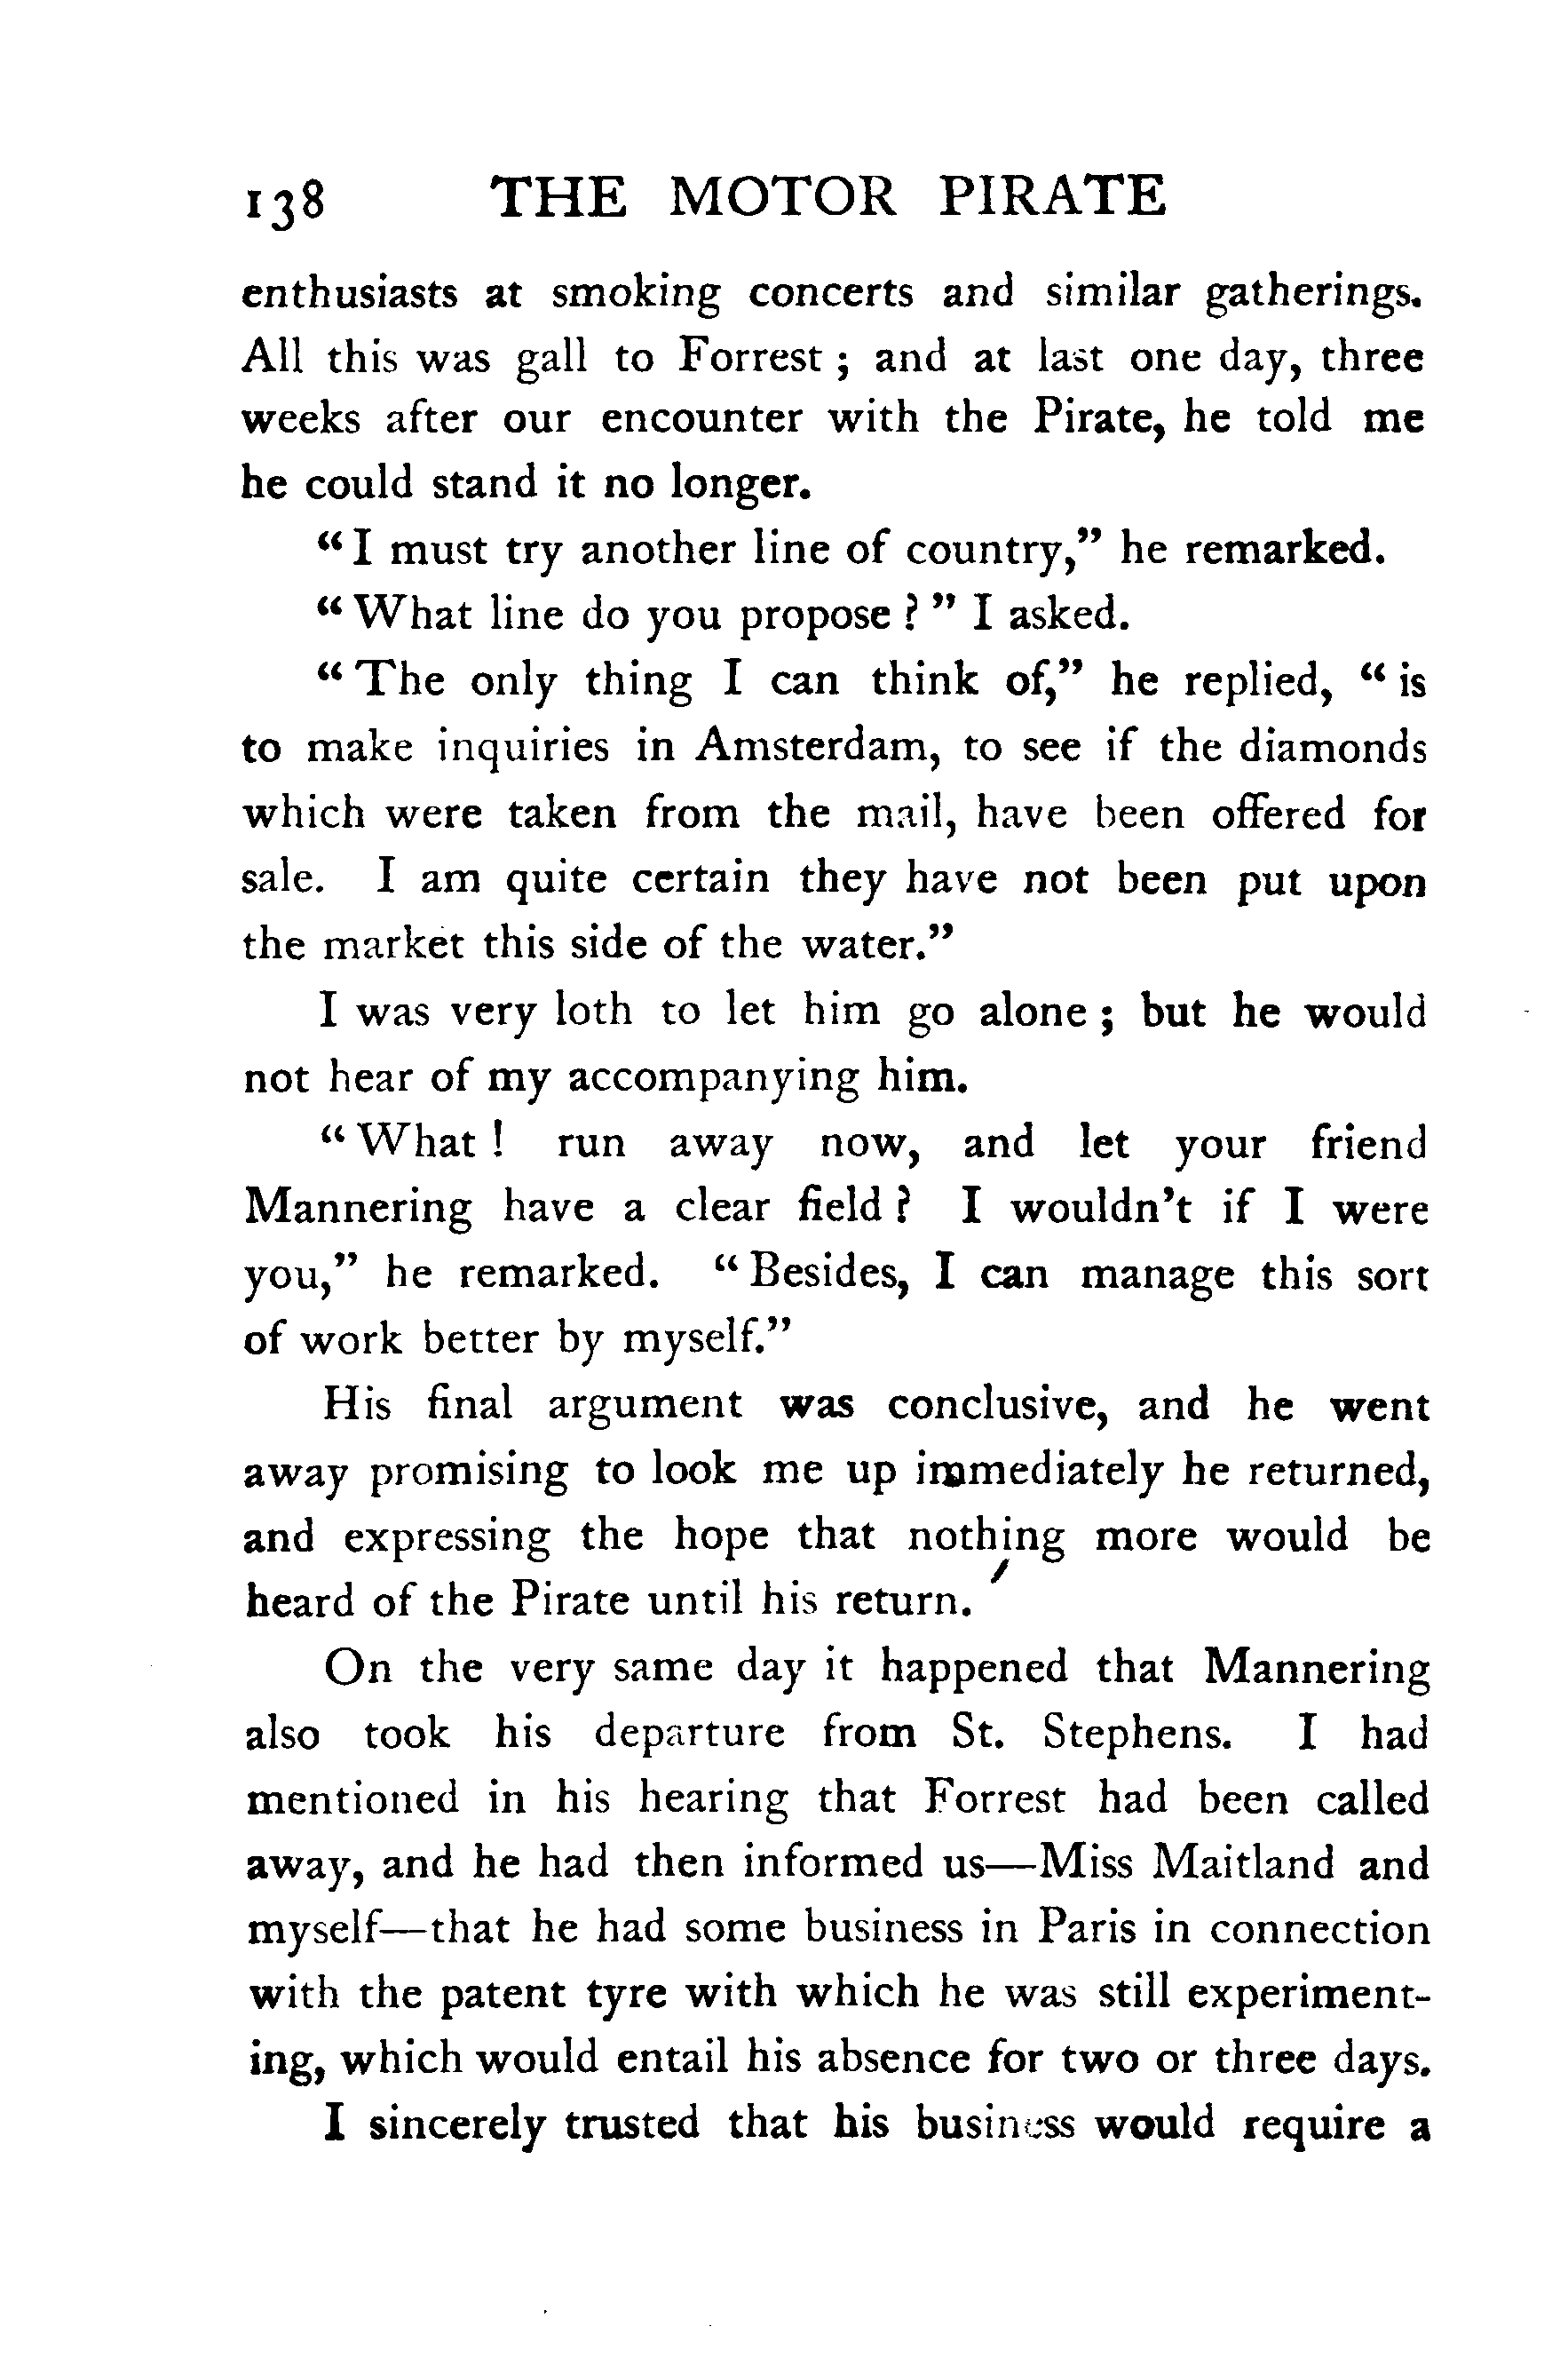 138 THE MOTOR PIRATE
enthusiasts at smoking concerts and similar gatherings.
All this was gall to Forrest ; and at last one day, three
weeks after our encounter with the Pirate, he told me
he could stand it no longer.
“ I must try another line of country,” he remarked.
“ What line do you propose ? ” I asked.
“ The only thing I can think of,” he replied, “ is
to make inquiries in Amsterdam, to see if the diamonds
which were taken from the mail, have been offered for
sale. I am quite certain they have not been put upon
the market this side of the water.”
I was very loth to let him go alone ; but he would
not hear of my accompanying him.
“ What ! run away now, and let your friend
Mannering have a clear field ? I wouldn’t if I were
you,” he remarked. “ Besides, I can manage this sort
of work better by myself.”
His final argument was conclusive, and he went
away promising to look me up immediately he returned,
and expressing the hope that nothing more would be
heard of the Pirate until his return.
On the very same day it happened that Mannering
also took his departure from St. Stephens. I had
mentioned in his hearing that Forrest had been called
away, and he had then informed us—Miss Maitland and
myself—that he had some business in Paris in connection
with the patent tyre with which he was still experiment-
ing, which would entail his absence for two or three days.
I sincerely trusted that his business would require a